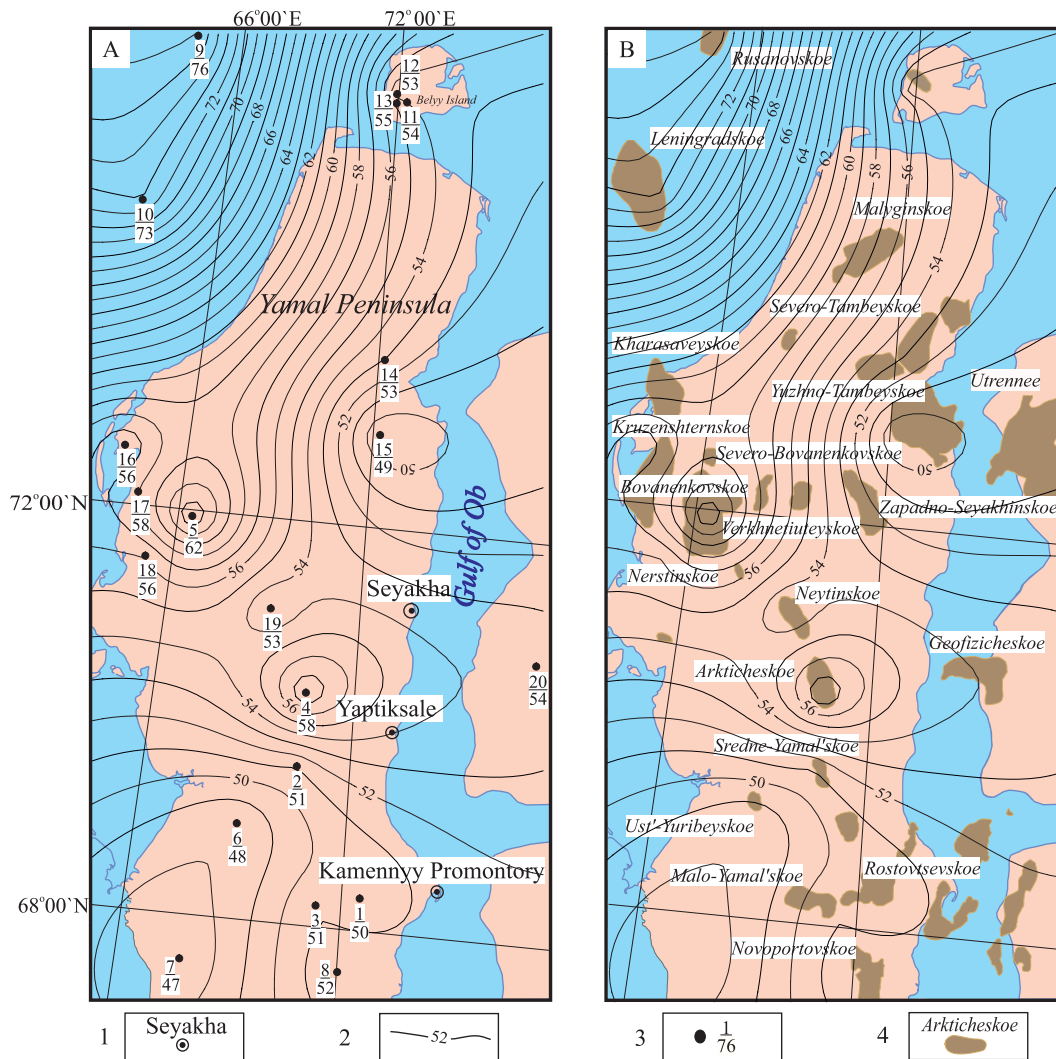 66°00`E
72°00`E
A
9
76
12
53
13
55
Belyy Island
11
54
72
70
68
66
64
62
60
58
56
10
73
54
Yamal Peninsula
14
53
52
15
49
50
16
56
17
58
5
62
72°00`N
Gulf of Ob
18
56
56
54
Seyakha
19
53
20
54
4
58
56
54
Yaptiksale
2
51
50
52
6
48
Kamennyy Promontory
68°00`N
3
51
1
50
7
47
8
52
B
Rusanovskoe
72
70
68
66
64
62
60
58
56
Leningradskoe
Malyginskoe
54
Severo-Tambeyskoe
Kharasaveyskoe
Yuzhno-Tambeyskoe
Utrennee
52
Kruzenshternskoe
Severo-Bovanenkovskoe
50
Bovanenkovskoe
Zapadno-Seyakhinskoe
Verkhnetiuteyskoe
Nerstinskoe
56
54
Neytinskoe
Geofizicheskoe
Arkticheskoe
56
54
Sredne-Yamal'skoe
50
52
Ust'-Yuribeyskoe
Malo-Yamal'skoe
Rostovtsevskoe
Novoportovskoe
1
Seyakha
2
52
3
1
76
4
Arkticheskoe